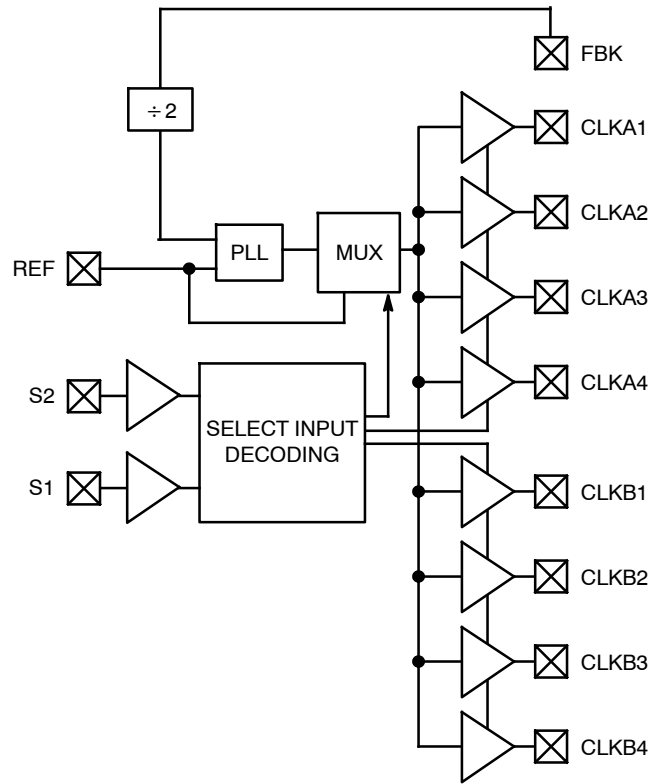 FBK
÷2
CLKA1
CLKA2
PLL
MUX
REF
CLKA3
S2
CLKA4
SELECT INPUT
DECODING
S1
CLKB1
CLKB2
CLKB3
CLKB4